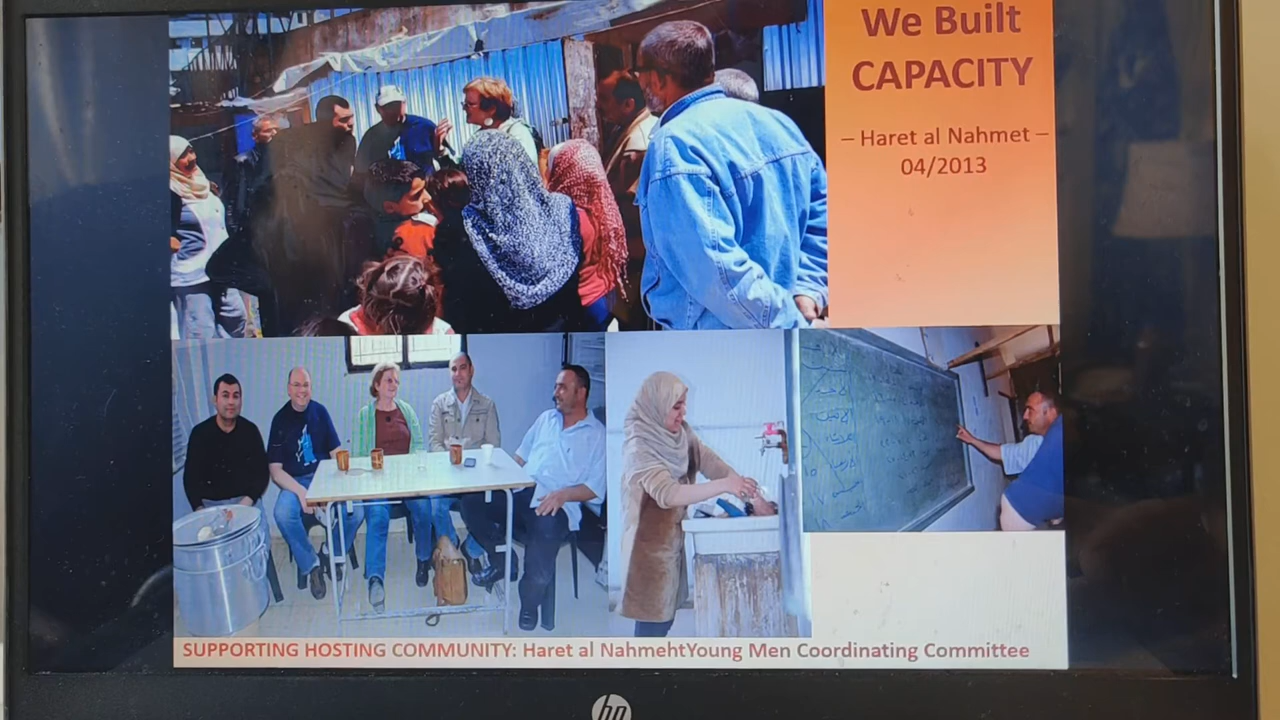 We Built
CAPACITY
– Haret al Nahmet –
04/2013
SUPPORTING HOSTING COMMUNITY: Haret al NahmehtYoung Men Coordinating Committee
hp